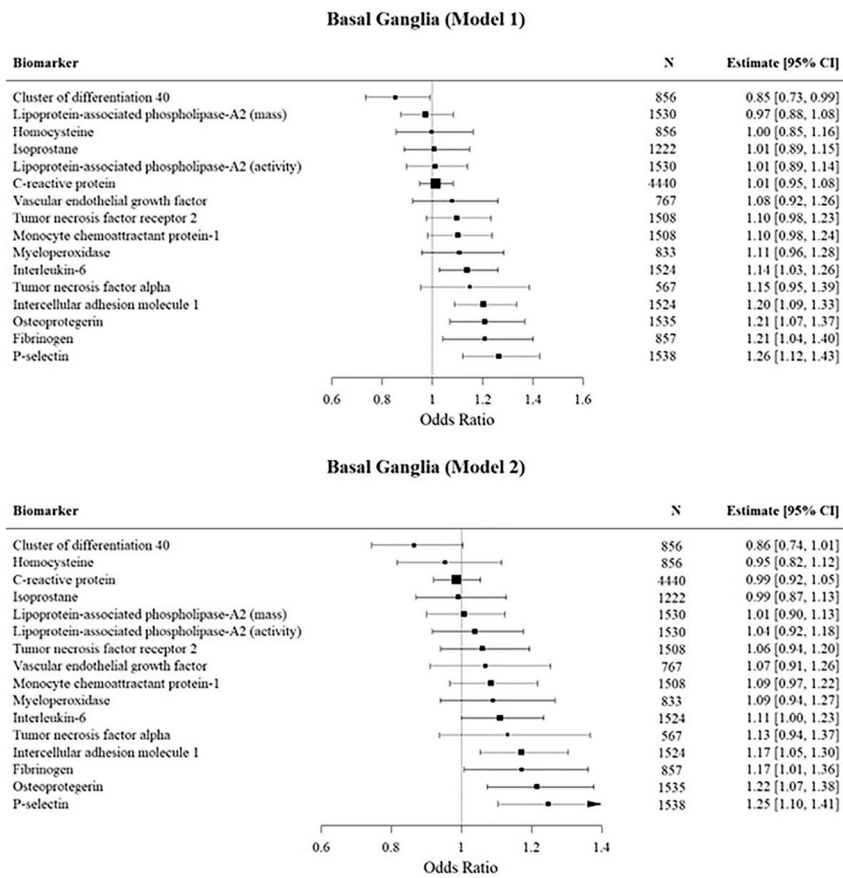 Basal Ganglia (Model 1)
Biomarker N Estimate [95% CI]
Cluster of differentiation 40 856 0.85 [0.73, 0.99]
Lipoprotein-associated phospholipase-A2 (mass) 1530 0.97 [0.88, 1.08]
Homocysteine 856 1.00 [0.85, 1.16]
Isoprostane 1222 1.01 [0.89, 1.15]
Lipoprotein-associated phospholipase-A2 (activity) 1530 1.01 [0.89, 1.14]
C-reactive protein 4440 1.01 [0.95, 1.08]
Vascular endothelial growth factor 767 1.08 [0.92, 1.26]
Tumor necrosis factor receptor 2 1508 1.10 [0.98, 1.23]
Monocyte chemoattractant protein-1 1508 1.10 [0.98, 1.24]
Myeloperoxidase 833 1.11 [0.96, 1.28]
Interleukin-6 1524 1.14 [1.03, 1.26]
Tumor necrosis factor alpha 567 1.15 [0.95, 1.39]
Intercellular adhesion molecule 1 1524 1.20 [1.09, 1.33]
Osteoprotegerin 1535 1.21 [1.07, 1.37]
Fibrinogen 857 1.21 [1.04, 1.40]
P-selectin 1538 1.26 [1.12, 1.43]
0.6 0.8 1 1.2 1.4 1.6
Odds Ratio
Basal Ganglia (Model 2)
Biomarker N Estimate [95% CI]
Cluster of differentiation 40 856 0.86 [0.74, 1.01]
Homocysteine 856 0.95 [0.82, 1.12]
C-reactive protein 4440 0.99 [0.92, 1.05]
Isoprostane 1222 0.99 [0.87, 1.13]
Lipoprotein-associated phospholipase-A2 (mass) 1530 1.01 [0.90, 1.13]
Lipoprotein-associated phospholipase-A2 (activity) 1530 1.04 [0.92, 1.18]
Tumor necrosis factor receptor 2 1508 1.06 [0.94, 1.20]
Vascular endothelial growth factor 767 1.07 [0.91, 1.26]
Monocyte chemoattractant protein-1 1508 1.09 [0.97, 1.22]
Myeloperoxidase 833 1.09 [0.94, 1.27]
Interleukin-6 1524 1.11 [1.00, 1.23]
Tumor necrosis factor alpha 567 1.13 [0.94, 1.37]
Intercellular adhesion molecule 1 1524 1.17 [1.05, 1.30]
Fibrinogen 857 1.17 [1.01, 1.36]
Osteoprotegerin 1535 1.22 [1.07, 1.38]
P-selectin 1538 1.25 [1.10, 1.41]
0.6 0.8 1 1.2 1.4
Odds Ratio